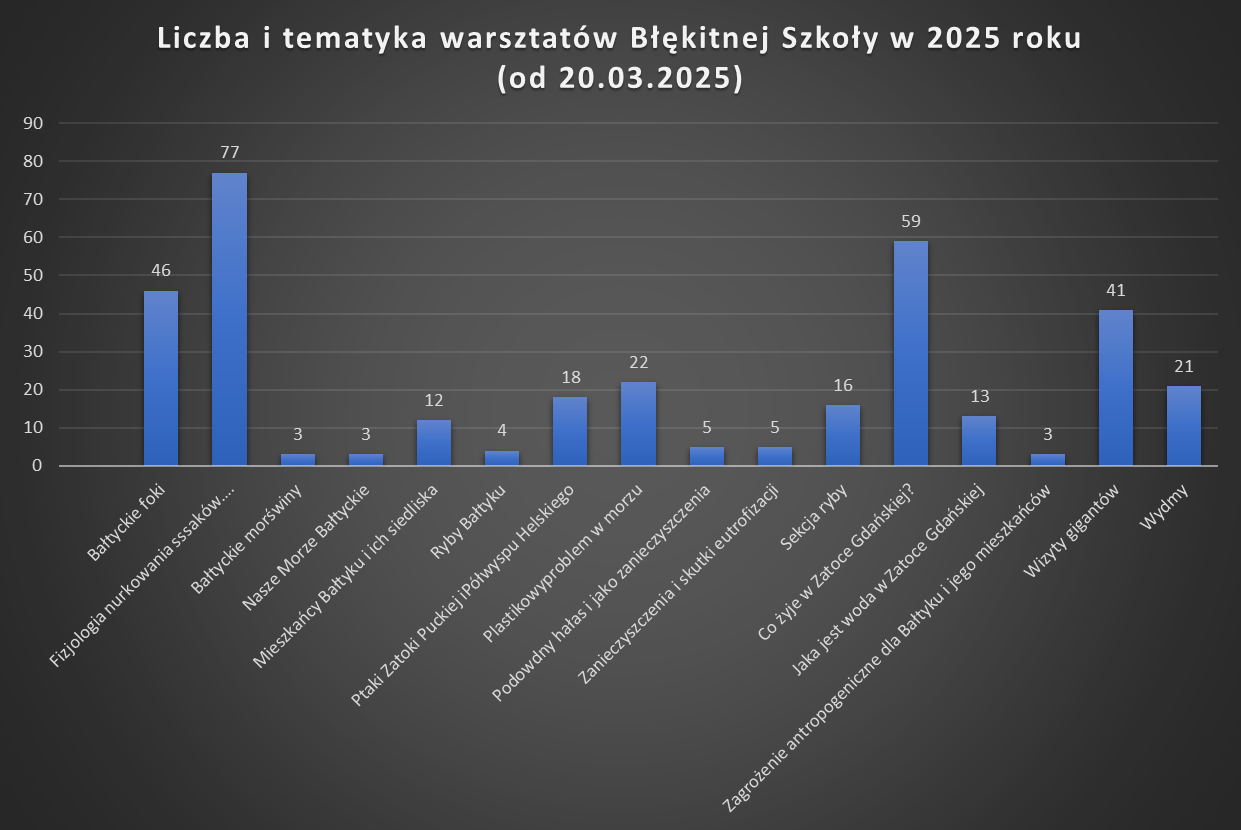 Liczba i tematyka warsztatów Błękitnej Szkoły w 2025 roku
(od 20.03.2025)
90
80
70
60
50
40
30
20
10
0
46
77
3
3
12
4
18
22
5
5
16
59
13
3
41
21
Bałtyckie foki
Fizjologia nurkowania sssaków....
Bałtyckie morświny
Nasze Morze Bałtyckie
Mieszkańcy Bałtyku i ich siedliska
Ryby Bałtyku
Ptaki Zatoki Puckiej iPółwyspu Helskiego
Plastikowyproblem w morzu
Podowdny hałas i jako zanieczyszczenia
Zanieczyszczenia i skutki eutrofizacji
Sekcja ryby
Co żyje w Zatoce Gdańskiej?
Jaka jest woda w Zatoce Gdańskiej
Zagrożenie antropogeniczne dla Bałtyku i jego mieszkańców
Wizyty gigantów
Wydmy